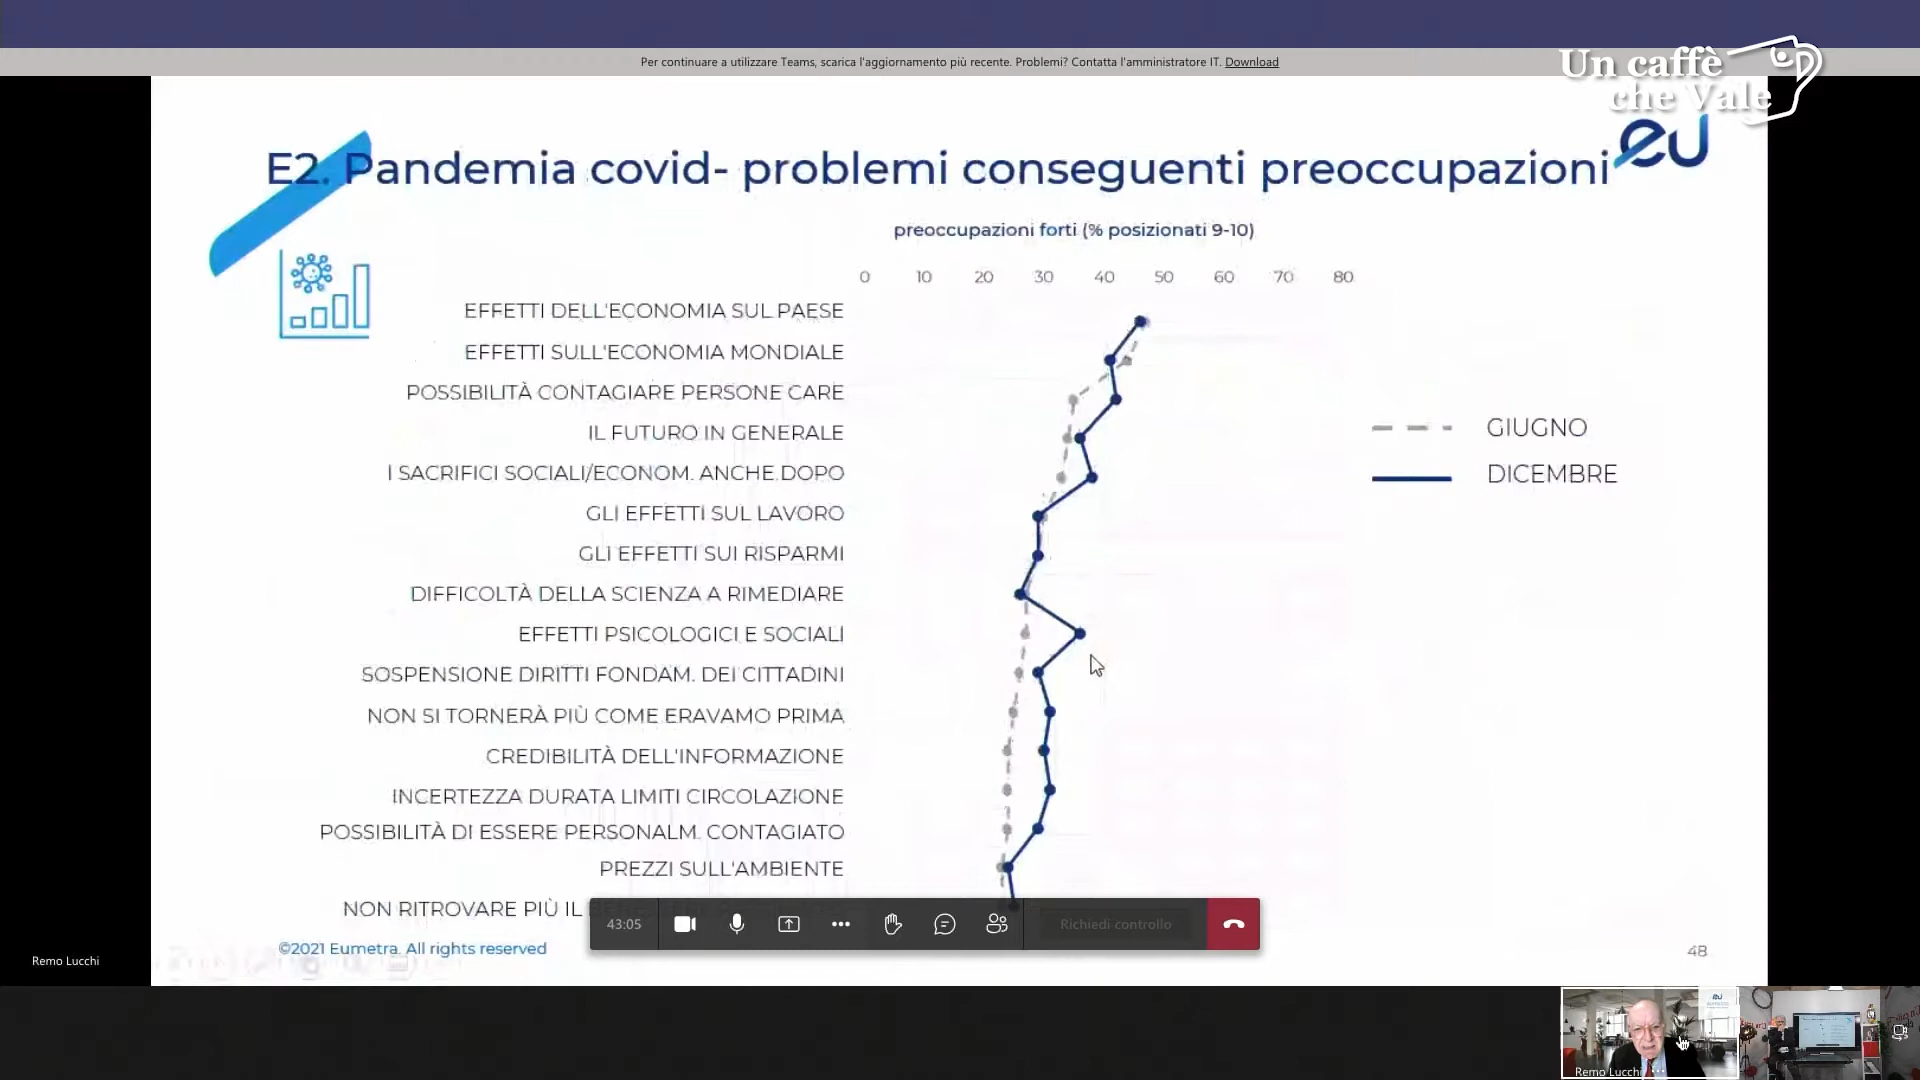 Per continuare a utilizzare Teams, scarica l'aggiornamento più recente. Problemi? Contatta l'amministratore IT. Download
Un caffè
che Vale
eu
E2. Pandemia covid- problemi conseguenti preoccupazioni
preoccupazioni forti (% posizionati 9-10)
0 10 20 30 40 50 60 70 80
EFFETTI DELL'ECONOMIA SUL PAESE
EFFETTI SULL'ECONOMIA MONDIALE
POSSIBILITÀ CONTAGIARE PERSONE CARE
IL FUTURO IN GENERALE
I SACRIFICI SOCIALI/ECONOM. ANCHE DOPO
GLI EFFETTI SUL LAVORO
GLI EFFETTI SUI RISPARMI
DIFFICOLTÀ DELLA SCIENZA A RIMEDIARE
EFFETTI PSICOLOGICI E SOCIALI
SOSPENSIONE DIRITTI FONDAM. DEI CITTADINI
NON SI TORNERÀ PIÙ COME ERAVAMO PRIMA
CREDIBILITÀ DELL'INFORMAZIONE
INCERTEZZA DURATA LIMITI CIRCOLAZIONE
POSSIBILITÀ DI ESSERE PERSONALM. CONTAGIATO
PREZZI SULL'AMBIENTE
NON RITROVARE PIÙ IL
GIUGNO
DICEMBRE
43:05
Richiedi controllo
©2021 Eumetra. All rights reserved
48
Remo Lucchi
Remo Lucchi